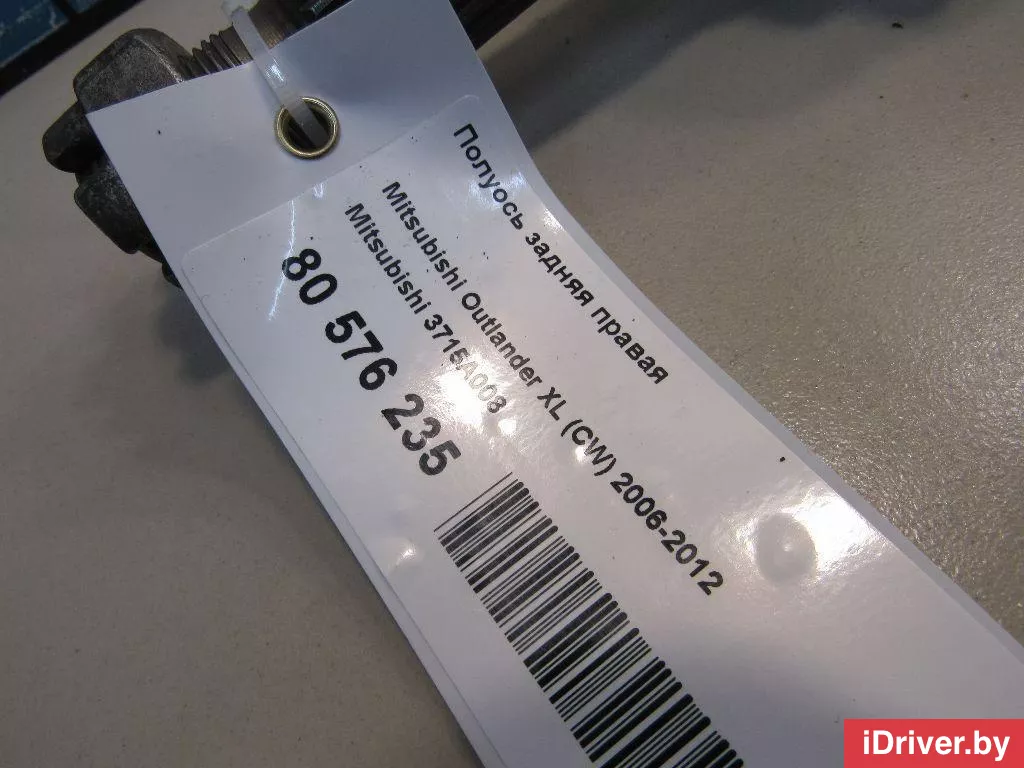 Полуось задняя правая
Mitsubishi Outlander XL (CW) 2006-2012
Mitsubishi 3715A003
80 576 235
iDriver.by